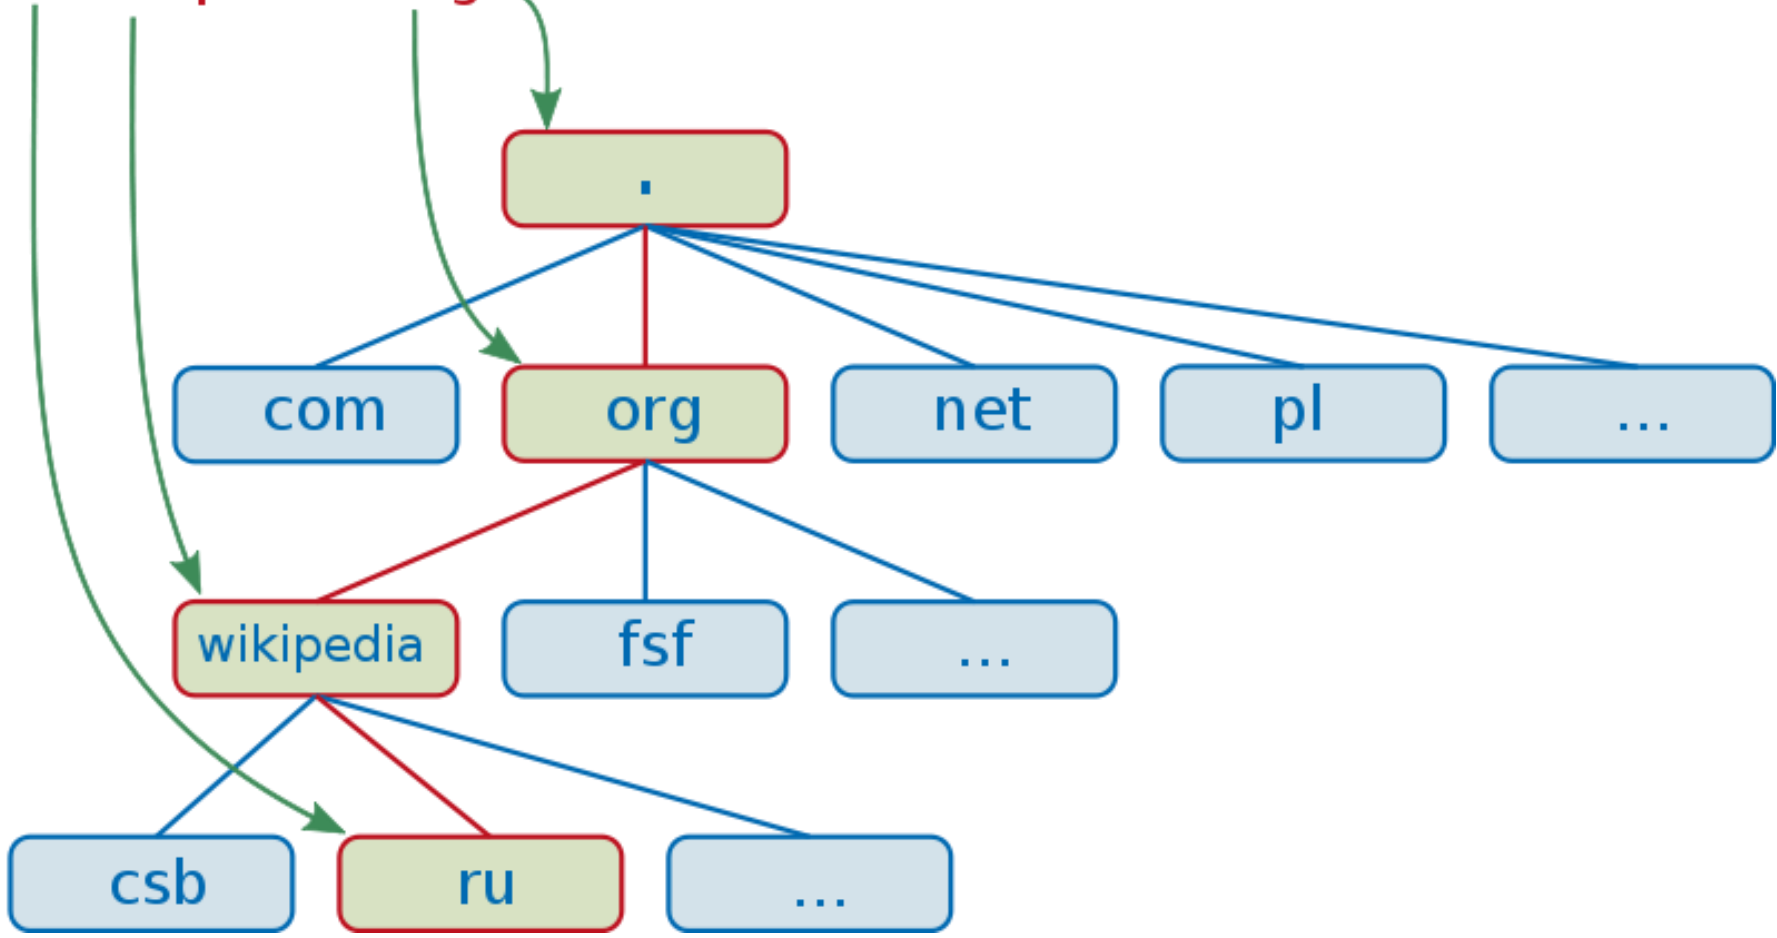 .
com org net pl ...
wikipedia fsf ...
csb ru ...